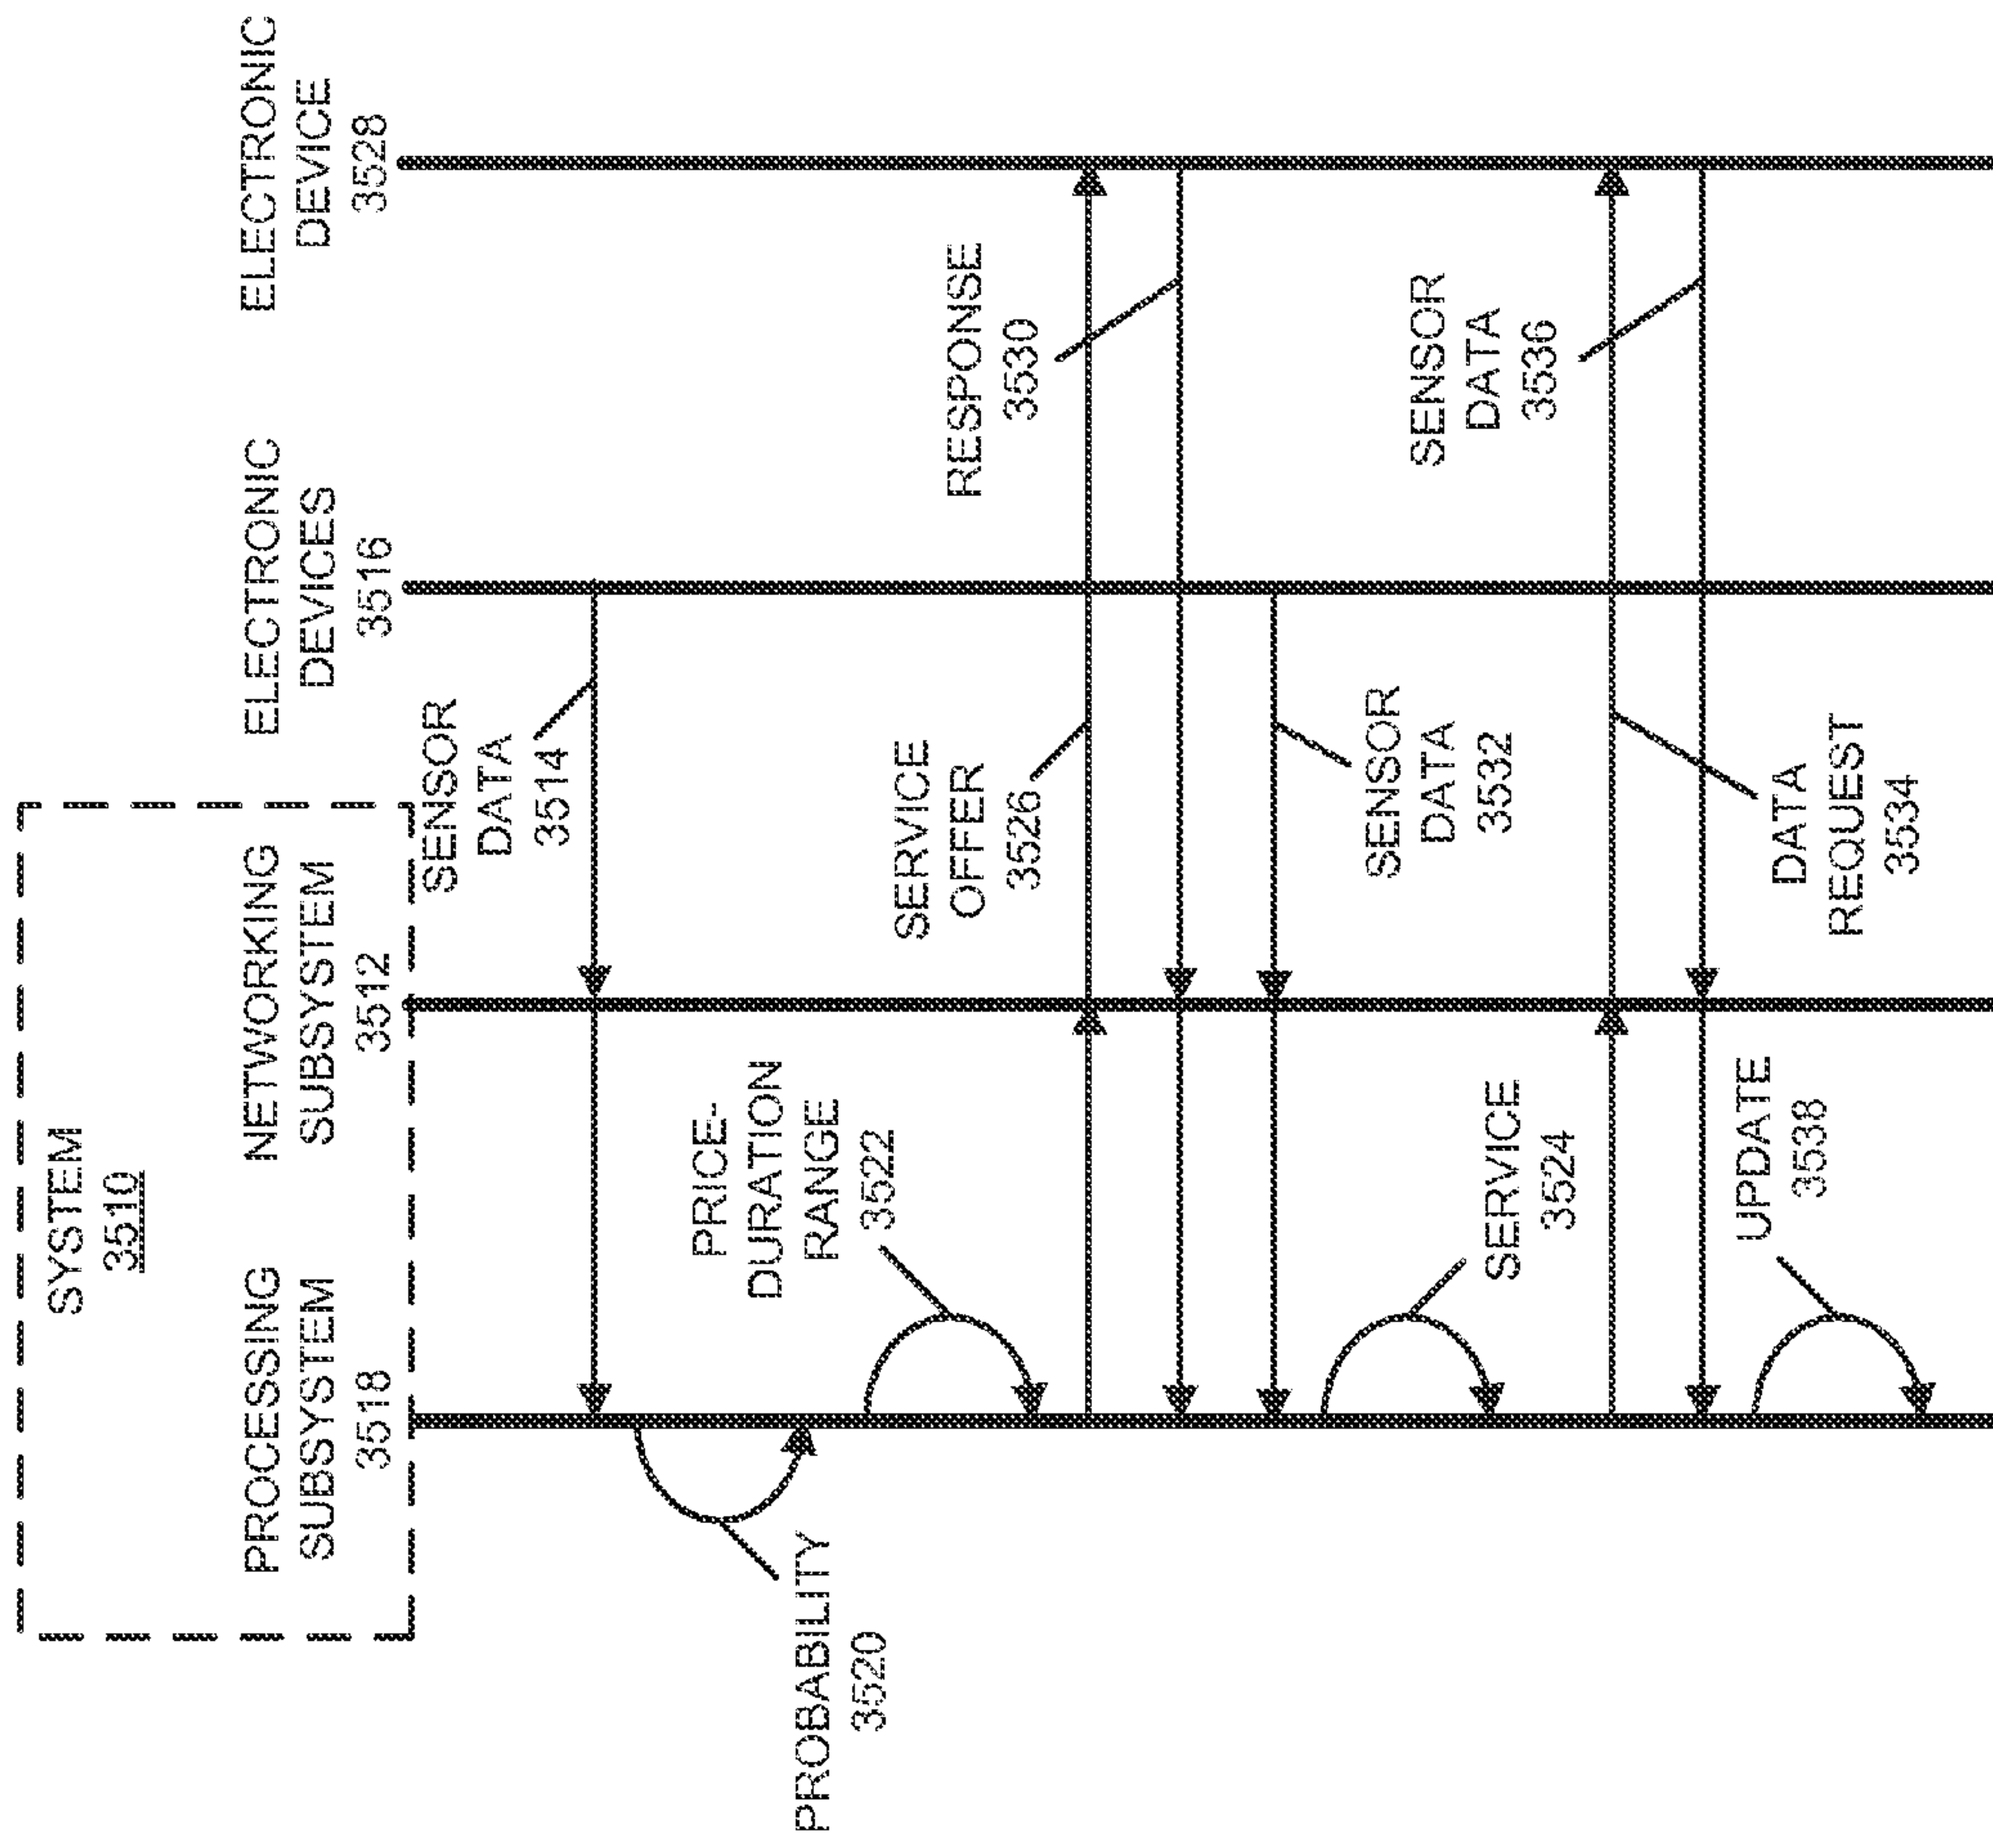 SYSTEM
3510
PROCESSING
SUBSYSTEM
3518
NETWORKING
SUBSYSTEM
3512
ELECTRONIC
DEVICES
3516
ELECTRONIC
DEVICE
3528
SENSOR
DATA
3514
PROBABILITY
3520
PRICE-
DURATION
RANGE
3522
SERVICE
OFFER
3526
RESPONSE
3530
SENSOR
DATA
3532
SERVICE
3524
SENSOR
DATA
3536
DATA
REQUEST
3534
UPDATE
3538